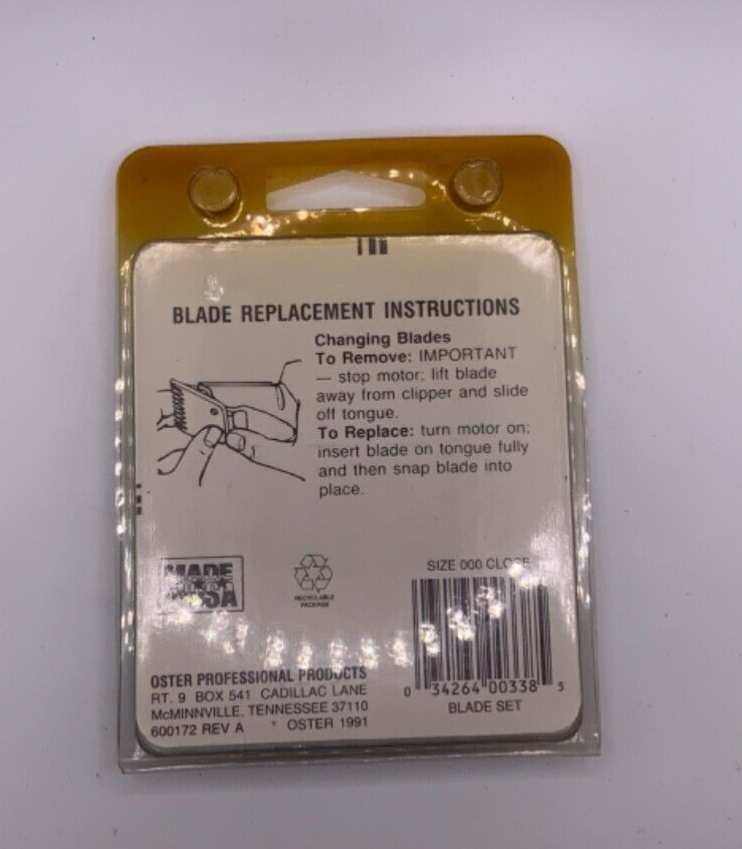 BLADE REPLACEMENT INSTRUCTIONS
Changing Blades
To Remove: IMPORTANT
— stop motor; lift blade
away from clipper and slide
off tongue.
To Replace: turn motor on;
insert blade on tongue fully
and then snap blade into
place.
MADE
USA
RECYCLABLE
PACKAGE
SIZE 000 CLOSE
0 34264 00338 5
BLADE SET
OSTER PROFESSIONAL PRODUCTS
RT. 9 BOX 541 CADILLAC LANE
McMINNVILLE, TENNESSEE 37110
600172 REV A OSTER 1991